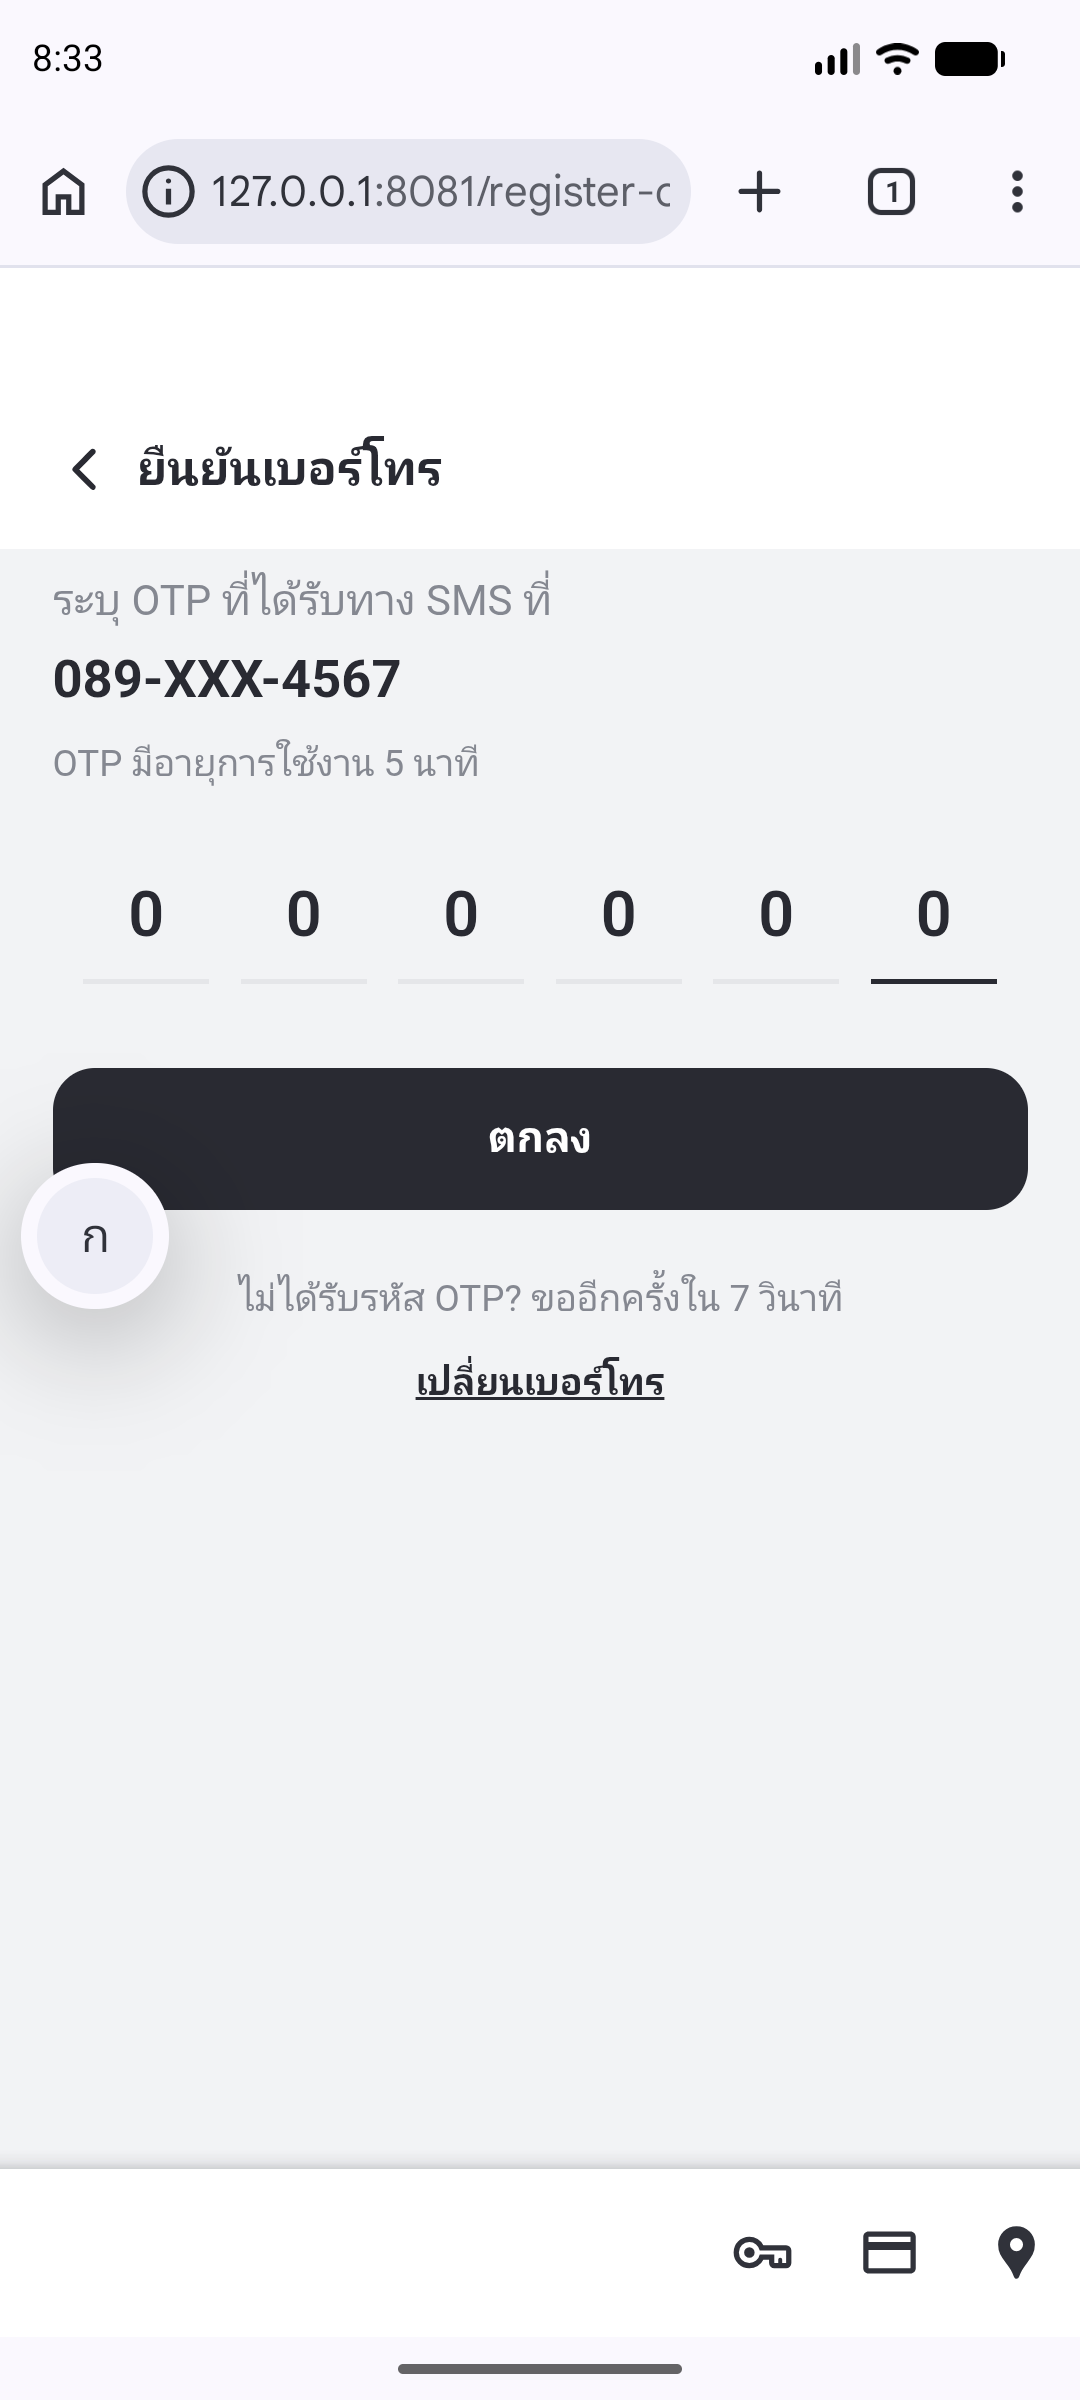 8:33
127.0.0.1:8081/register-c
1
ยืนยันเบอร์โทร
ระบุ OTP ที่ได้รับทาง SMS ที่
089-XXX-4567
OTP มีอายุการใช้งาน 5 นาที
0 0 0 0 0 0
ตกลง
ก
ไม่ได้รับรหัส OTP? ขออีกครั้งใน 7 วินาที
เปลี่ยนเบอร์โทร